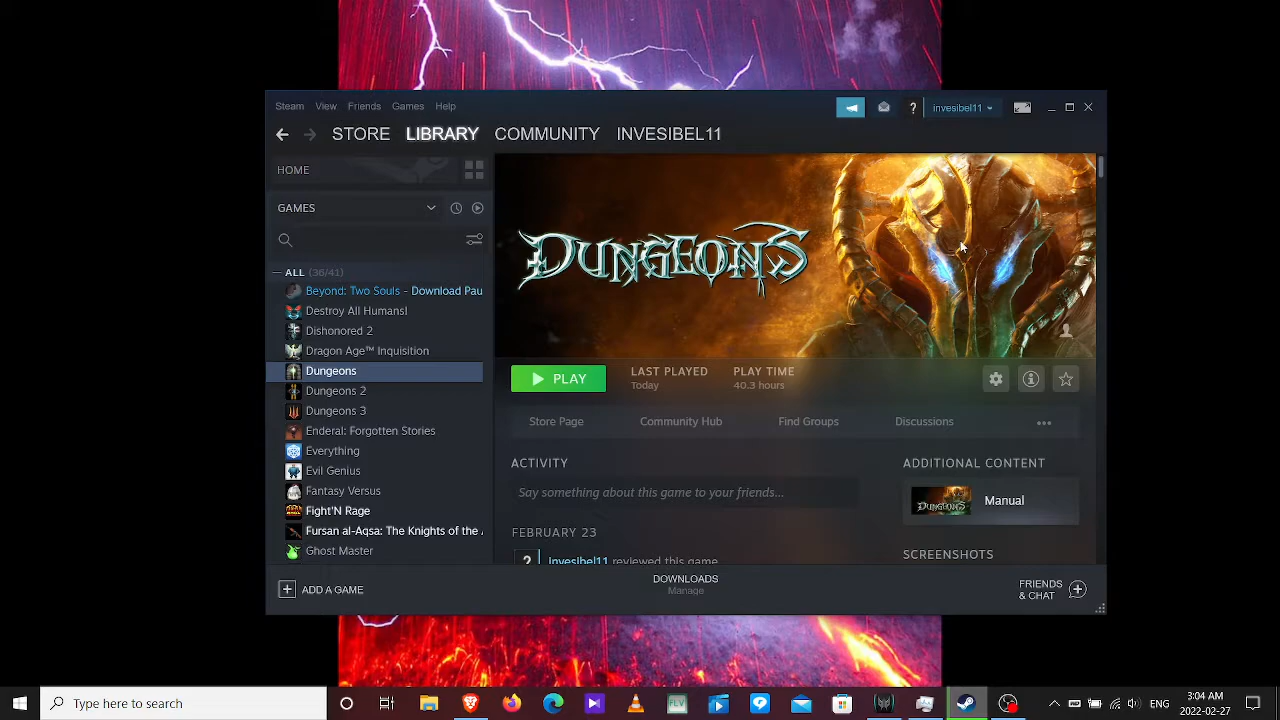 Steam View Friends Games Help
invesibel11
STORE LIBRARY COMMUNITY INVESIBEL11
HOME
GAMES
ALL (36/41)
Beyond: Two Souls - Download Pau
Destroy All Humans!
Dishonored 2
Dragon Age™ Inquisition
Dungeons
Dungeons 2
Dungeons 3
Enderal: Forgotten Stories
Everything
Evil Genius
Fantasy Versus
Fight'N Rage
Fursan al-Aqsa: The Knights of the
Ghost Master
DUNGEONS
PLAY
LAST PLAYED
Today
PLAY TIME
40.3 hours
Store Page Community Hub Find Groups Discussions
ACTIVITY
Say something about this game to your friends...
FEBRUARY 23
invesibel11 reviewed this game
ADDITIONAL CONTENT
DUNGEONS
Manual
SCREENSHOTS
ADD A GAME
DOWNLOADS
Manage
FRIENDS
& CHAT
Type here to search
FLV
3:04 AM
2022-02-27